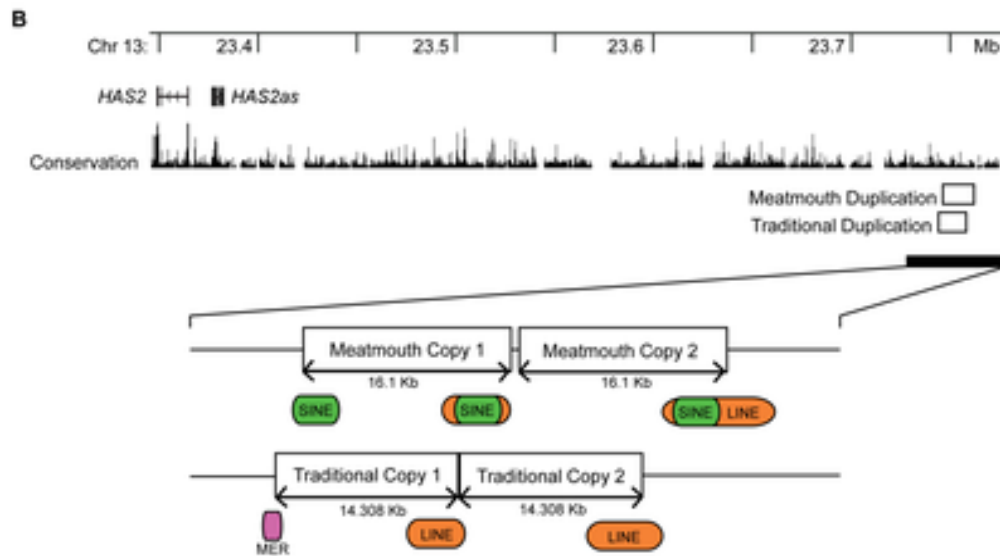 B
Chr 13: 23.4 23.5 23.6 23.7 Mb
HAS2 HAS2as
Conservation
Meatmouth Duplication
Traditional Duplication
Meatmouth Copy 1 Meatmouth Copy 2
16.1 Kb 16.1 Kb
SINE SINE SINE LINE
Traditional Copy 1 Traditional Copy 2
14.308 Kb 14.308 Kb
LINE LINE
MER